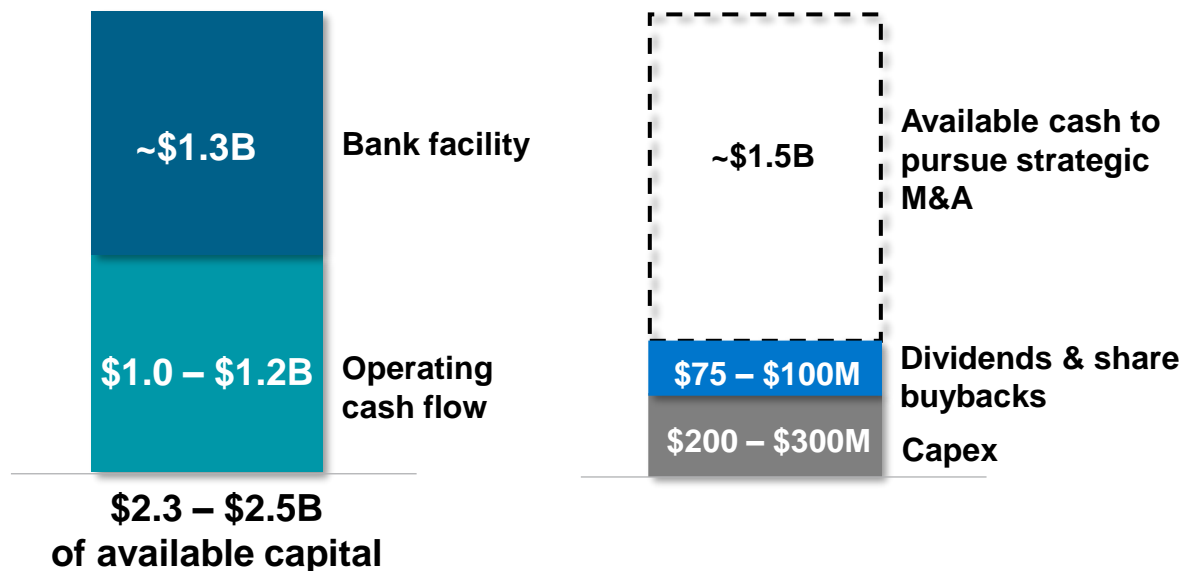 ~$1.3B
Bank facility
$1.0 – $1.2B
Operating
cash flow
$2.3 – $2.5B
of available capital
~$1.5B
Available cash to
pursue strategic
M&A
$75 – $100M
Dividends & share
buybacks
$200 – $300M
Capex